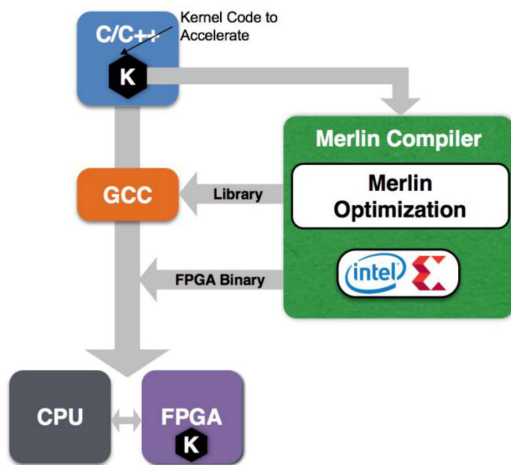 Kernel Code to
Accelerate
C/C++
K
Merlin Compiler
Merlin
Optimization
GCC
Library
intel
FPGA Binary
CPU
FPGA
K